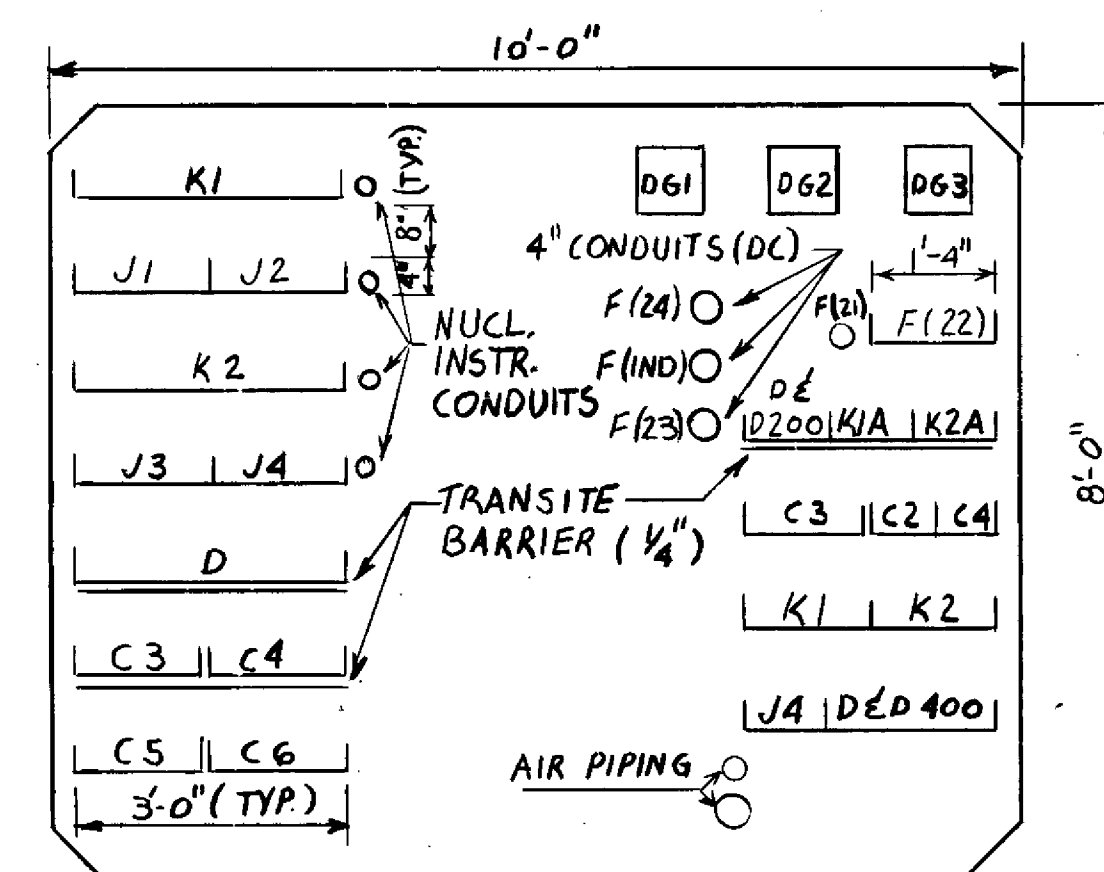 10'-0"
K1
8" (TYP.)
4"
J1 J2
K2
J3 J4
D
C3 C4
C5 C6
3'-0" (TYP.)
NUCL.
INSTR.
CONDUITS
TRANSITE
BARRIER (1/4")
DG1 DG2 DG3
4" CONDUITS (DC)
1'-4"
F(24)
F(21)
F(22)
F(IND)
F(23)
D&
D200 K1A K2A
C3 C2 C4
K1 K2
J4 D&D400
AIR PIPING
8'-0"